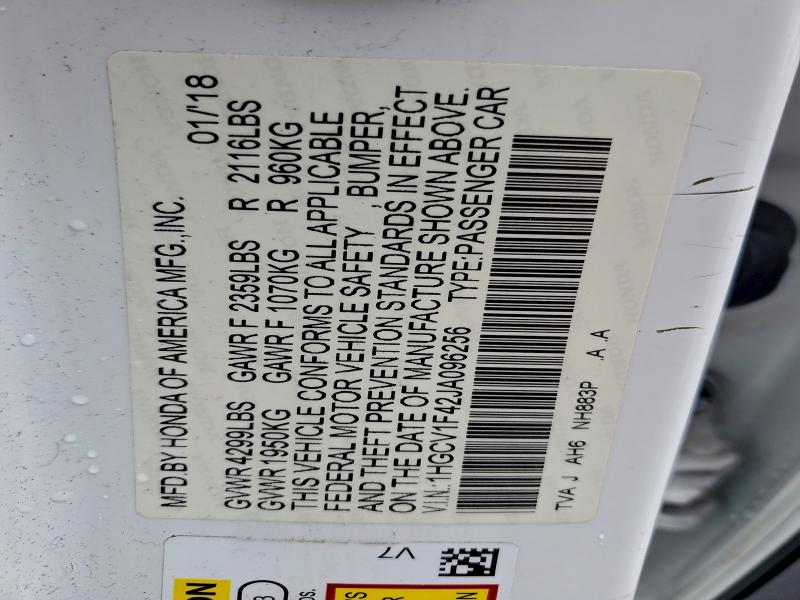 MFD.BY HONDA OF AMERICA MFG.,INC. 01/'18
GVWR 4299LBS GAWR F 2359LBS R 2116LBS
GVWR 1950KG GAWR F 1070KG R 960KG
THIS VEHICLE CONFORMS TO ALL APPLICABLE
FEDERAL MOTOR VEHICLE SAFETY , BUMPER,
AND THEFT PREVENTION STANDARDS IN EFFECT
ON THE DATE OF MANUFACTURE SHOWN ABOVE.
V.I.N.:1HGCV1F42JA096256 TYPE:PASSENGER CAR
TVA J AH6 NH883P .A .A
V7